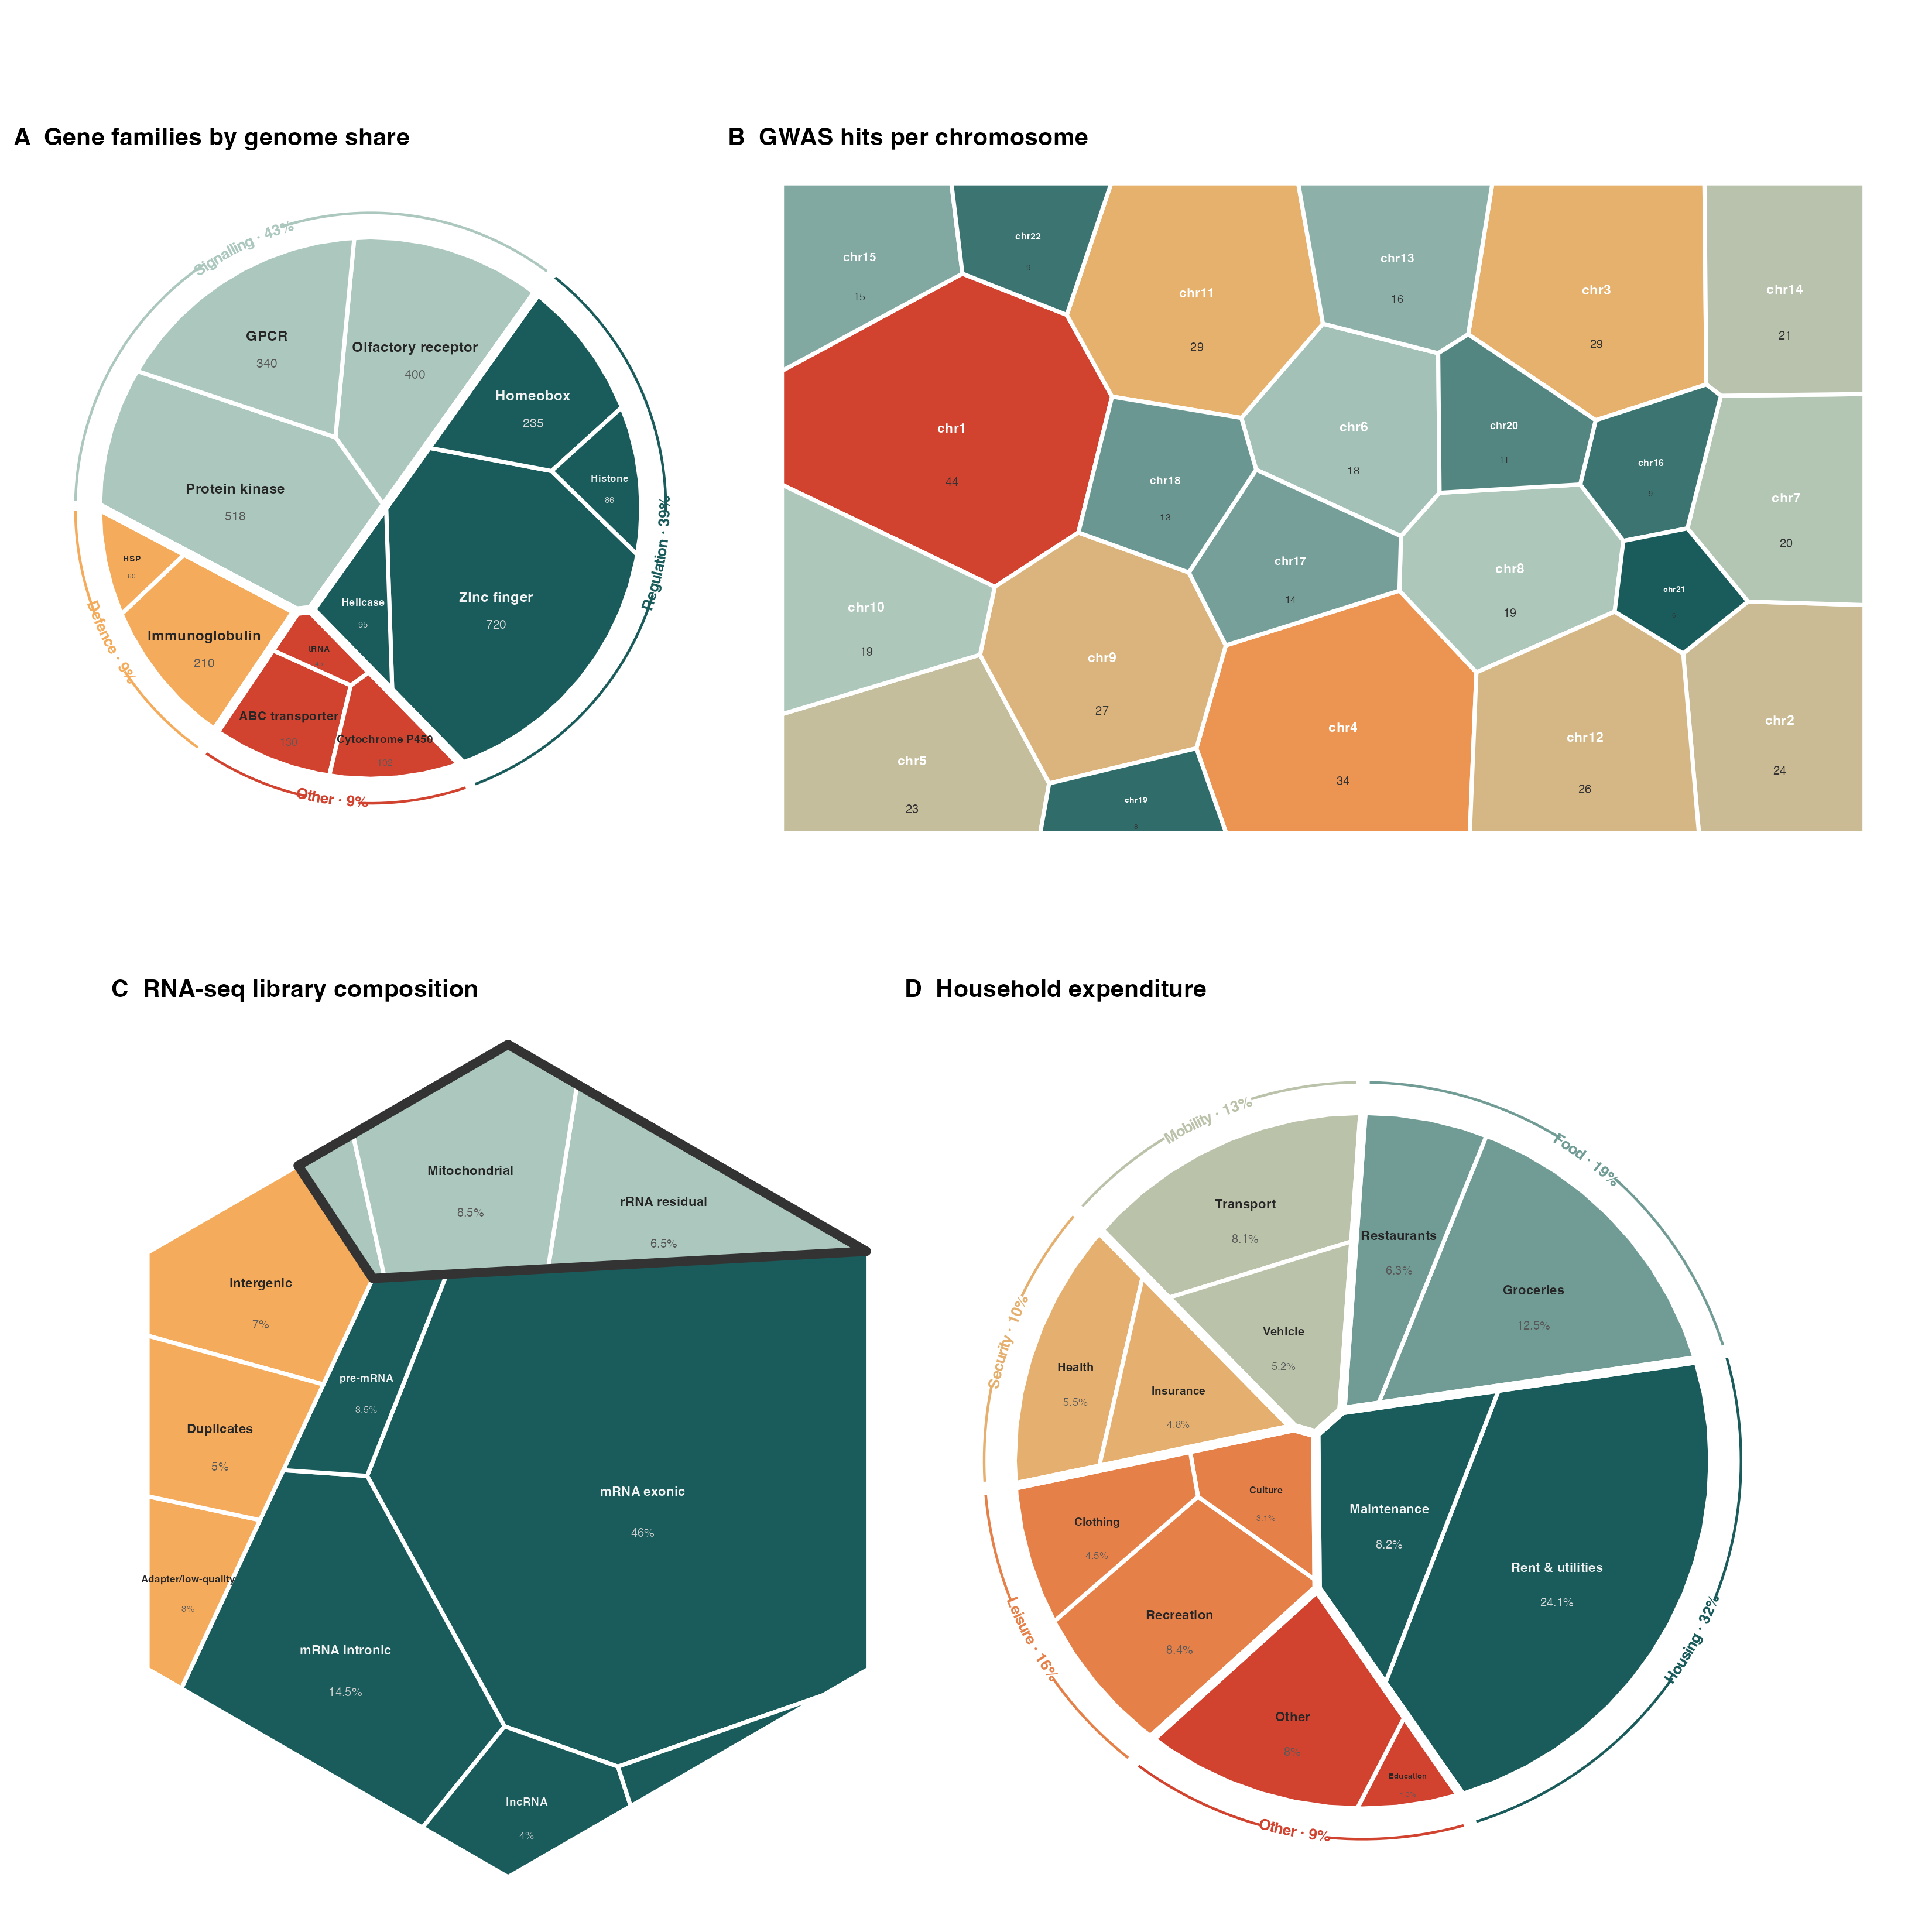 A Gene families by genome share
Signalling · 43%
GPCR
340
Olfactory receptor
400
Homeobox
235
Histone
86
Protein kinase
518
Regulation · 39%
HSP
60
Helicase
95
Zinc finger
720
Defence · 9%
Immunoglobulin
210
tRNA
ABC transporter
130
Cytochrome P450
102
Other · 9%
B GWAS hits per chromosome
chr15
15
chr22
9
chr11
29
chr13
16
chr3
29
chr14
21
chr1
44
chr18
13
chr6
18
chr20
11
chr16
9
chr7
20
chr10
19
chr17
14
chr8
19
chr21
chr9
27
chr5
23
chr19
chr4
34
chr12
26
chr2
24
C RNA-seq library composition
Mitochondrial
8.5%
rRNA residual
6.5%
Intergenic
7%
pre-mRNA
3.5%
Duplicates
5%
mRNA exonic
46%
Adapter/low-quality
3%
mRNA intronic
14.5%
lncRNA
4%
D Household expenditure
Mobility · 13%
Food · 19%
Transport
8.1%
Restaurants
6.3%
Groceries
12.5%
Vehicle
5.2%
Security · 10%
Health
5.5%
Insurance
4.8%
Culture
3.1%
Clothing
4.5%
Maintenance
8.2%
Rent & utilities
24.1%
Recreation
8.4%
Leisure · 16%
Housing · 32%
Other
8%
Education
Other · 9%